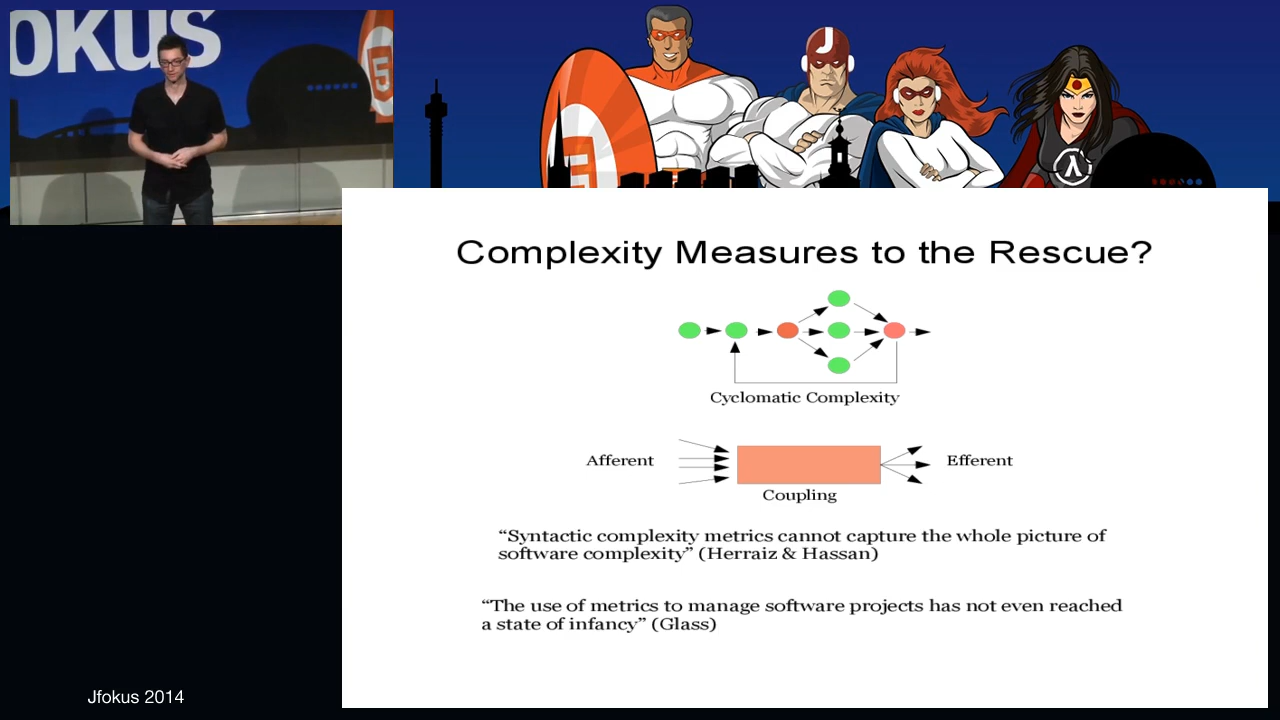 OKUS
5
J
λ
Complexity Measures to the Rescue?
Cyclomatic Complexity
Afferent
Efferent
Coupling
“Syntactic complexity metrics cannot capture the whole picture of
software complexity” (Herraiz & Hassan)
“The use of metrics to manage software projects has not even reached
a state of infancy” (Glass)
Jfokus 2014